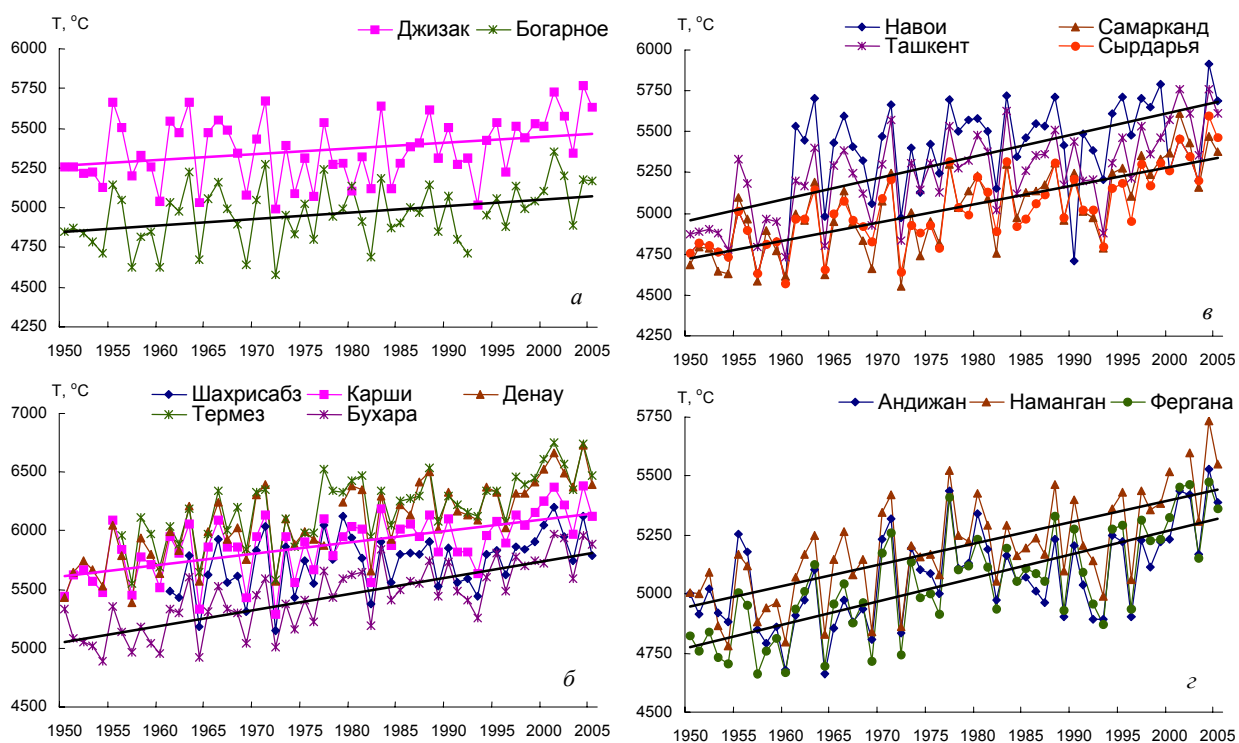 T, °C
Джизак Богарное
6000
5750
5500
5250
5000
4750
4500
4250
а
1950 1955 1960 1965 1970 1975 1980 1985 1990 1995 2000 2005
T, °C
Навои Самарканд
Ташкент Сырдарья
6000
5750
5500
5250
5000
4750
4500
4250
в
1950 1955 1960 1965 1970 1975 1980 1985 1990 1995 2000 2005
T, °C
Шахрисабз Карши Денау
Термез Бухара
7000
6500
6000
5500
5000
4500
б
1950 1955 1960 1965 1970 1975 1980 1985 1990 1995 2000 2005
T, °C
Андижан Наманган Фергана
5750
5500
5250
5000
4750
4500
г
1950 1955 1960 1965 1970 1975 1980 1985 1990 1995 2000 2005